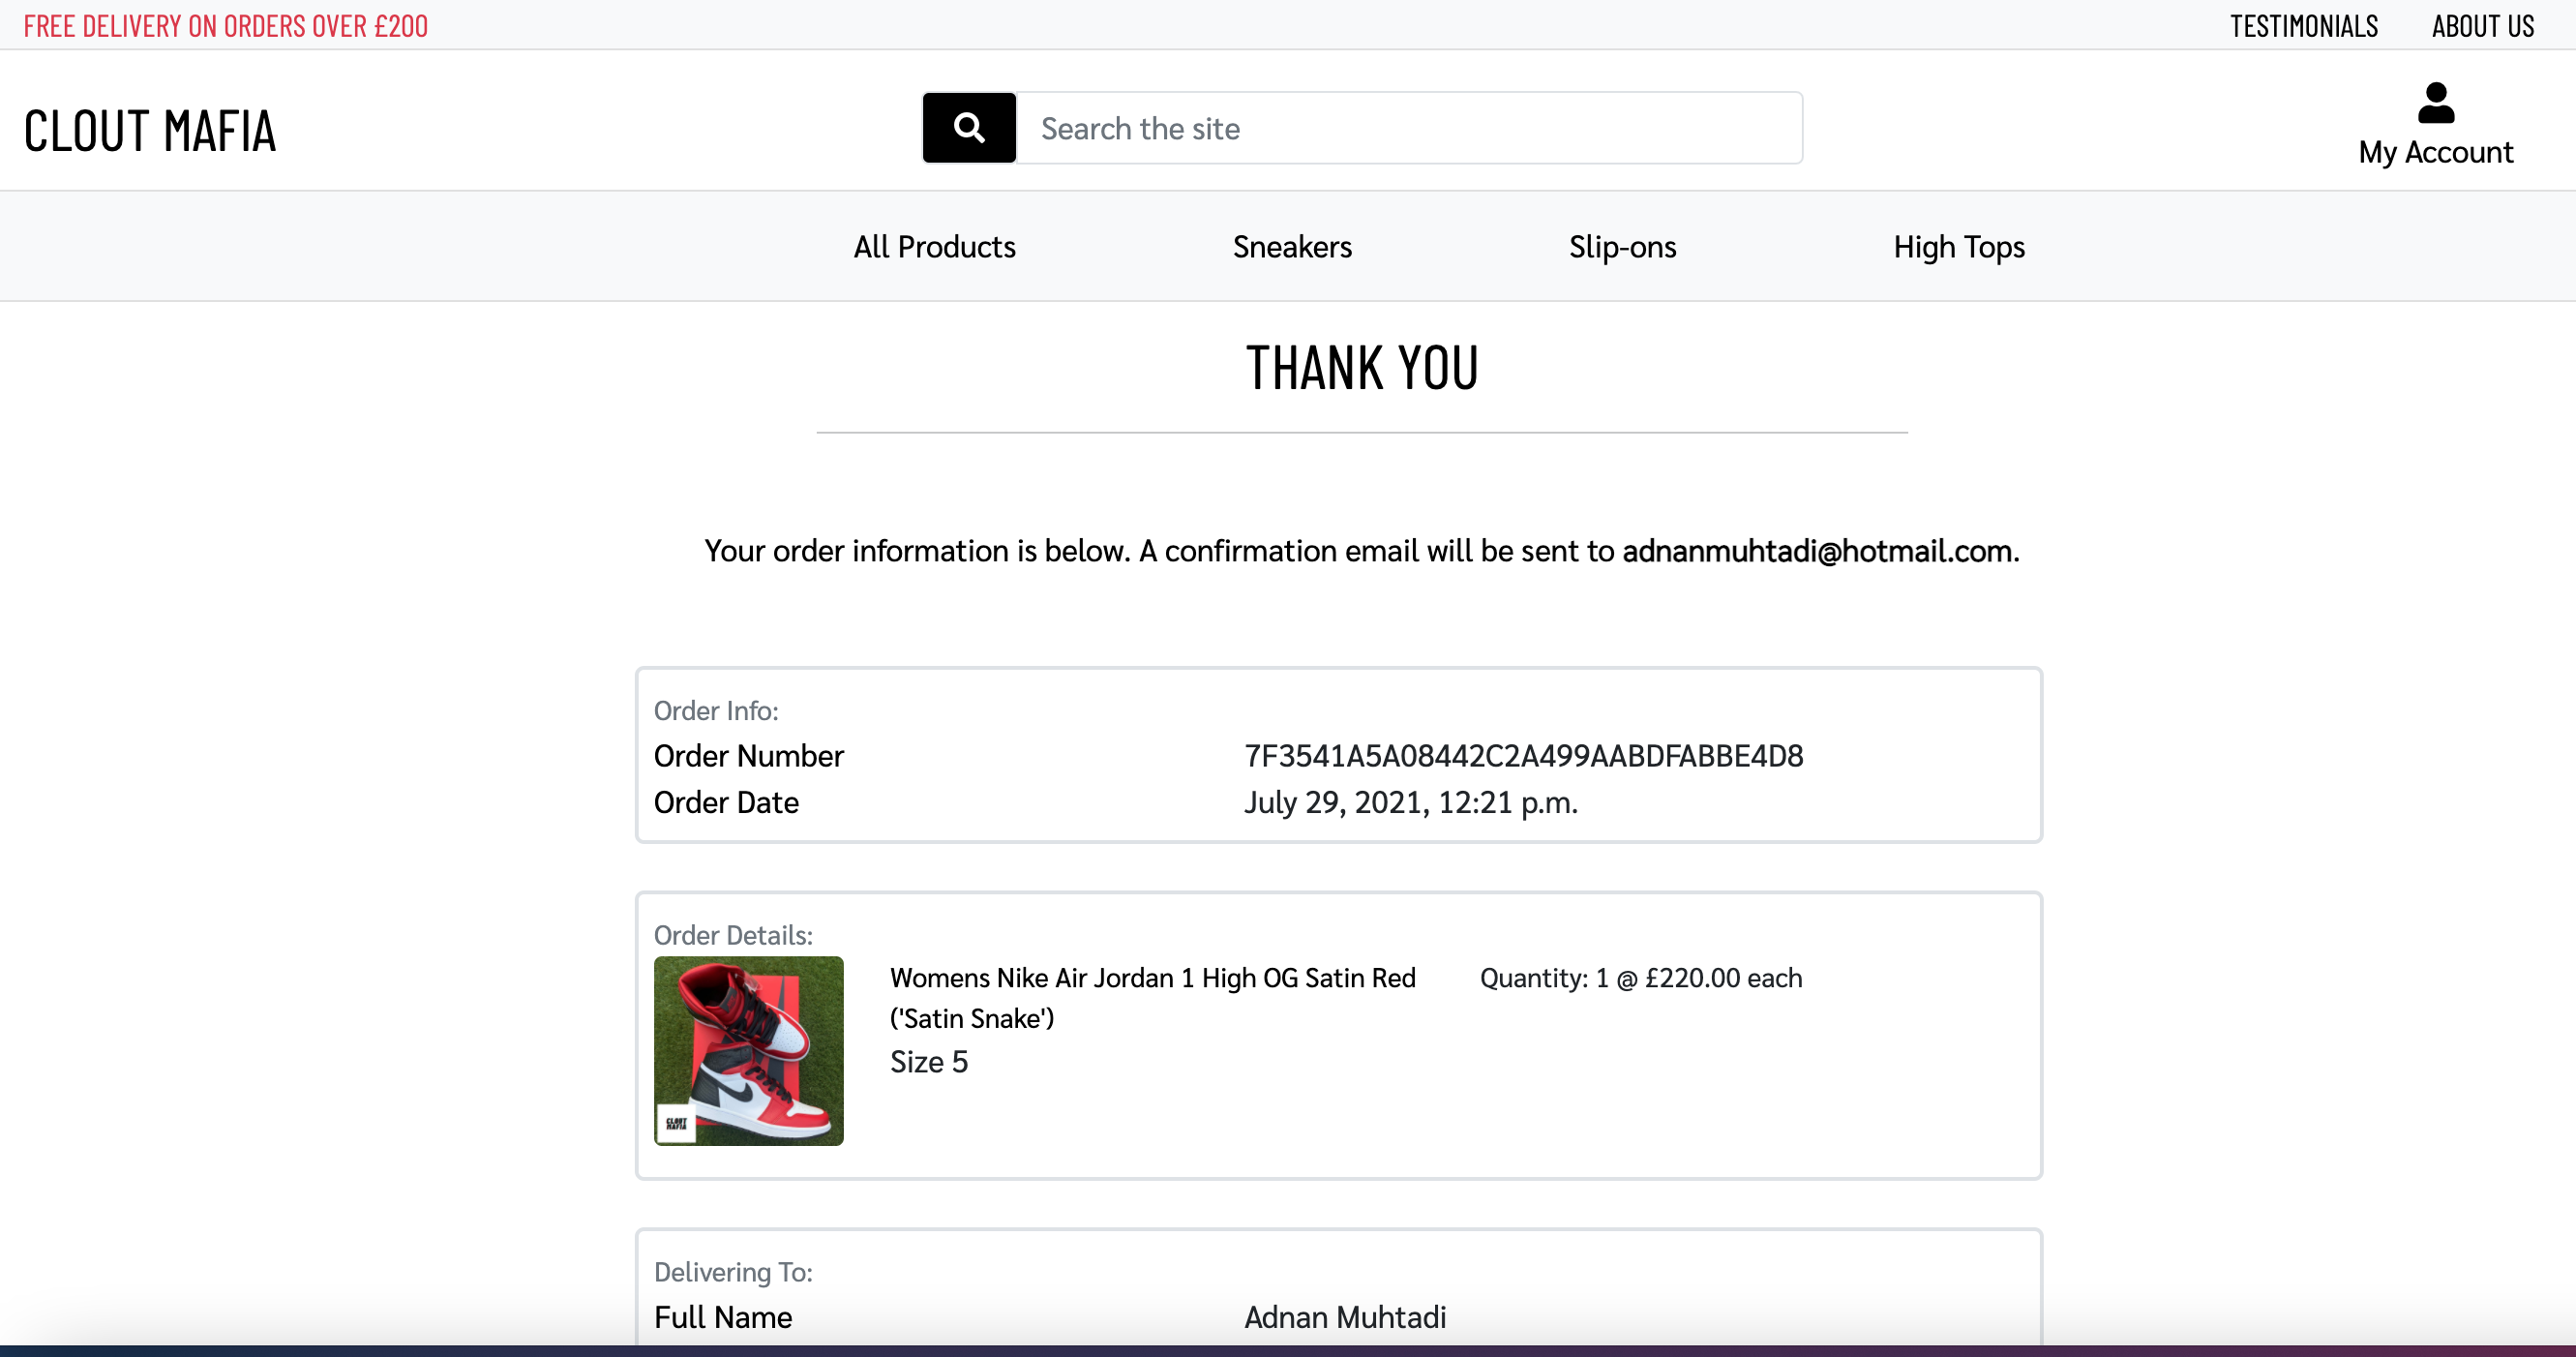 FREE DELIVERY ON ORDERS OVER £200
TESTIMONIALS
ABOUT US
CLOUT MAFIA
Search the site
My Account
All Products
Sneakers
Slip-ons
High Tops
THANK YOU
Your order information is below. A confirmation email will be sent to adnanmuhtadi@hotmail.com.
Order Info:
Order Number 7F3541A5A08442C2A499AABDFABBE4D8
Order Date July 29, 2021, 12:21 p.m.
Order Details:
Womens Nike Air Jordan 1 High OG Satin Red Quantity: 1 @ £220.00 each
('Satin Snake')
Size 5
CLOUT
MAFIA
Delivering To:
Full Name Adnan Muhtadi